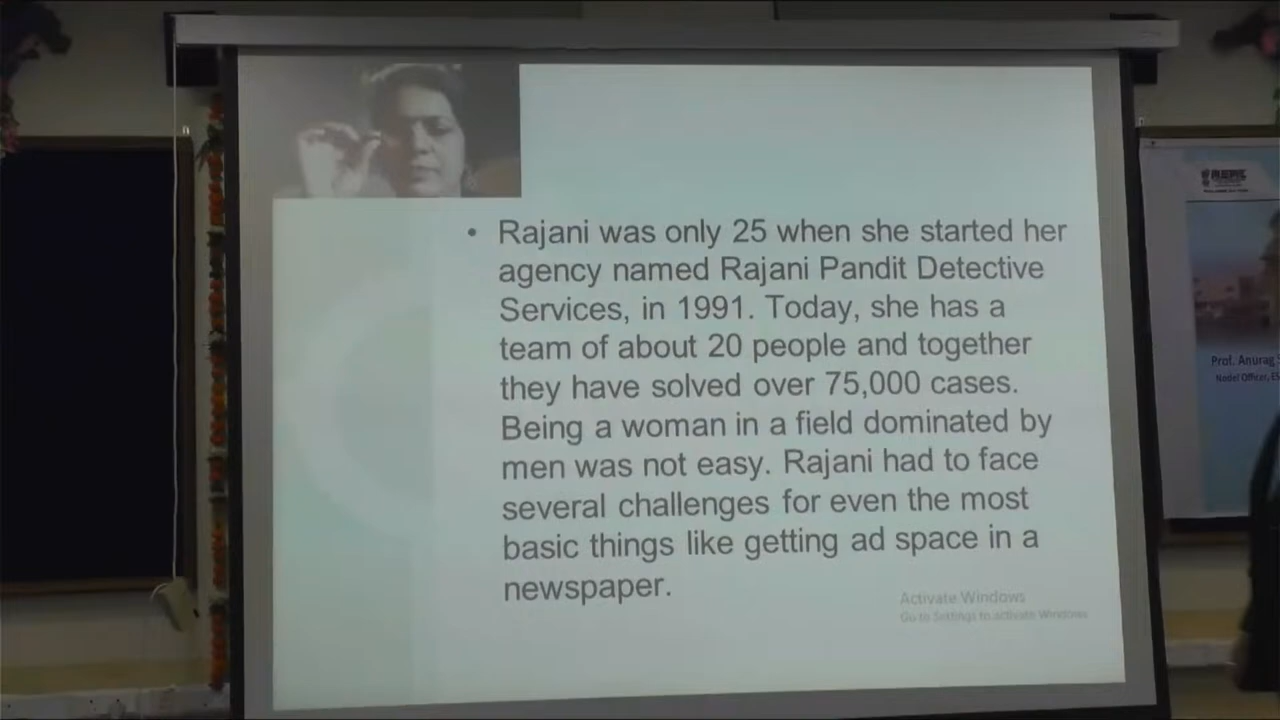 • Rajani was only 25 when she started her
agency named Rajani Pandit Detective
Services, in 1991. Today, she has a
team of about 20 people and together
they have solved over 75,000 cases.
Being a woman in a field dominated by
men was not easy. Rajani had to face
several challenges for even the most
basic things like getting ad space in a
newspaper.
Activate Windows
Go to Settings to activate Windows
Prof. Anurag
Nodel Officer,